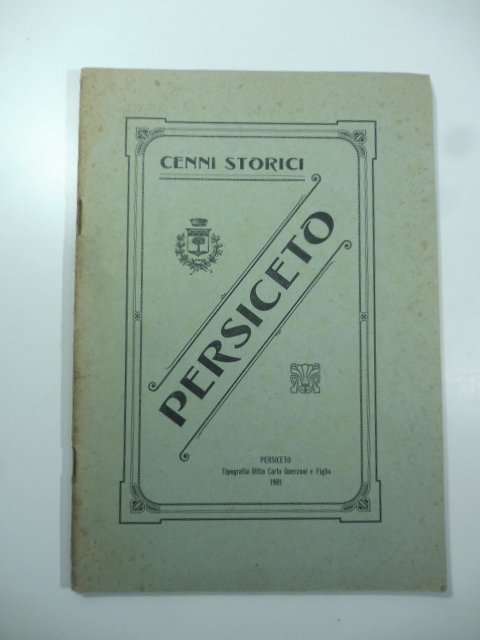 CENNI STORICI
PERSICETO
PERSICETO
Tipografia Ditta Carlo Guerzoni e Figlio